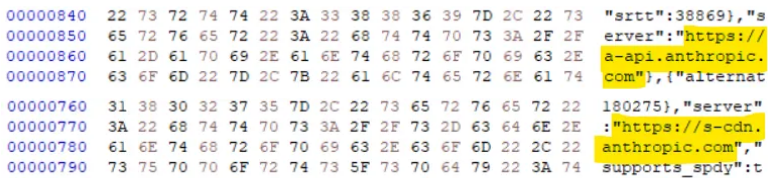 00000840 22 73 72 74 74 22 3A 33 38 38 36 39 7D 2C 22 73 "srtt":38869},"s
00000850 65 72 76 65 72 22 3A 22 68 74 74 70 73 3A 2F 2F erver":"https://
00000860 61 2D 61 70 69 2E 61 6E 74 68 72 6F 70 69 63 2E a-api.anthropic.
00000870 63 6F 6D 22 7D 2C 7B 22 61 6C 74 65 72 6E 61 74 com"},{"alternat
00000760 31 38 30 32 37 35 7D 2C 22 73 65 72 76 65 72 22 180275},"server"
00000770 3A 22 68 74 74 70 73 3A 2F 2F 73 2D 63 64 6E 2E :"https://s-cdn.
00000780 61 6E 74 68 72 6F 70 69 63 2E 63 6F 6D 22 2C 22 anthropic.com","
00000790 73 75 70 70 6F 72 74 73 5F 73 70 64 79 22 3A 74 supports_spdy":t